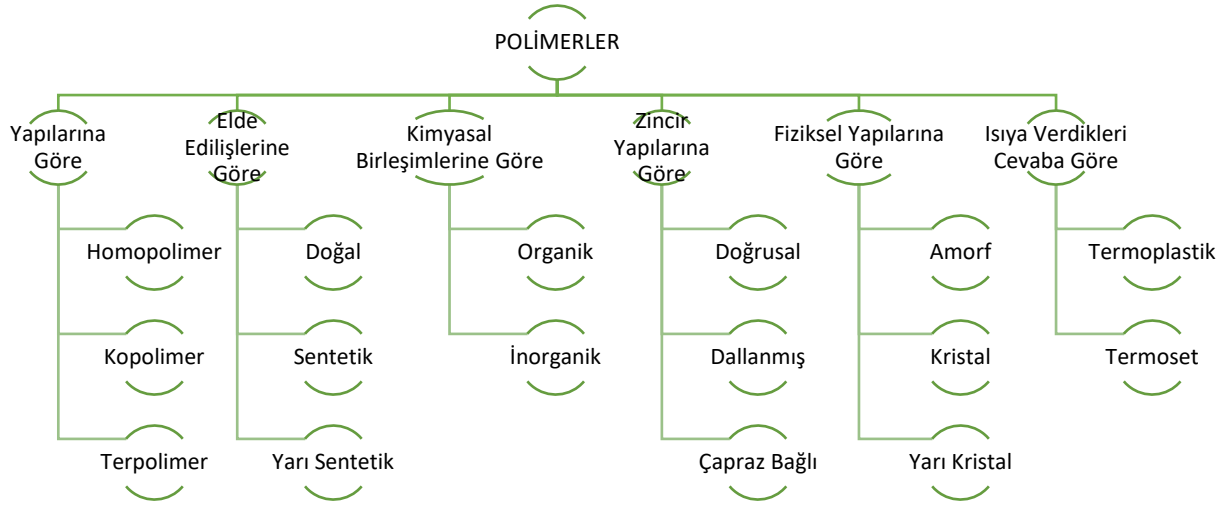 POLİMERLER
Yapılarına
Göre
Homopolimer
Kopolimer
Terpolimer
Elde
Edilişlerine
Göre
Doğal
Sentetik
Yarı Sentetik
Kimyasal
Birleşimlerine Göre
Organik
İnorganik
Zincir
Yapılarına
Göre
Doğrusal
Dallanmış
Çapraz Bağlı
Fiziksel Yapılarına
Göre
Amorf
Kristal
Yarı Kristal
Isıya Verdikleri
Cevaba Göre
Termoplastik
Termoset